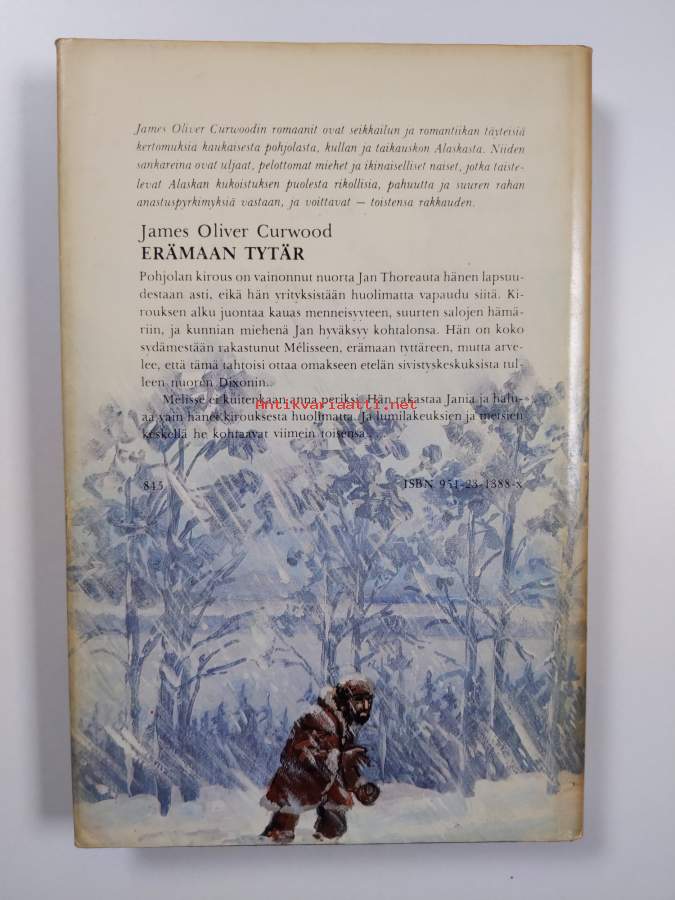 James Oliver Curwoodin romaanit ovat seikkailun ja romantiikan täyteisiä
kertomuksia kaukaisesta pohjolasta, kullan ja taikauskon Alaskasta. Niiden
sankareina ovat uljaat, pelottomat miehet ja ikinaiselliset naiset, jotka taiste-
levat Alaskan kukoistuksen puolesta rikollisia, pahuutta ja suuren rahan
anastuspyrkimyksiä vastaan, ja voittavat — toistensa rakkauden.
James Oliver Curwood
ERÄMAAN TYTÄR
Pohjolan kirous on vainonnut nuorta Jan Thoreauta hänen lapsuu-
destaan asti, eikä hän yrityksistään huolimatta vapaudu siitä. Ki-
rouksen alku juontaa kauas menneisyyteen, suurten salojen hämä-
riin, ja kunnian miehenä Jan hyväksyy kohtalonsa. Hän on koko
sydämestään rakastunut Mélisseen, erämaan tyttäreen, mutta arve-
lee, että tämä tahtoisi ottaa omakseen etelän sivistyskeskuksista tul-
leen nuoren Dixonin..
Mélisse ei kuitenkaan anna periksi. Hän rakastaa Jania ja halu-
Antikvariaatti.net
aa vain hänet kirouksesta huolimatta. Ja lumilakeuksien ja metsien
keskellä he kohtaavat viimein toisensa...
845
ISBN 951-23-1388-x